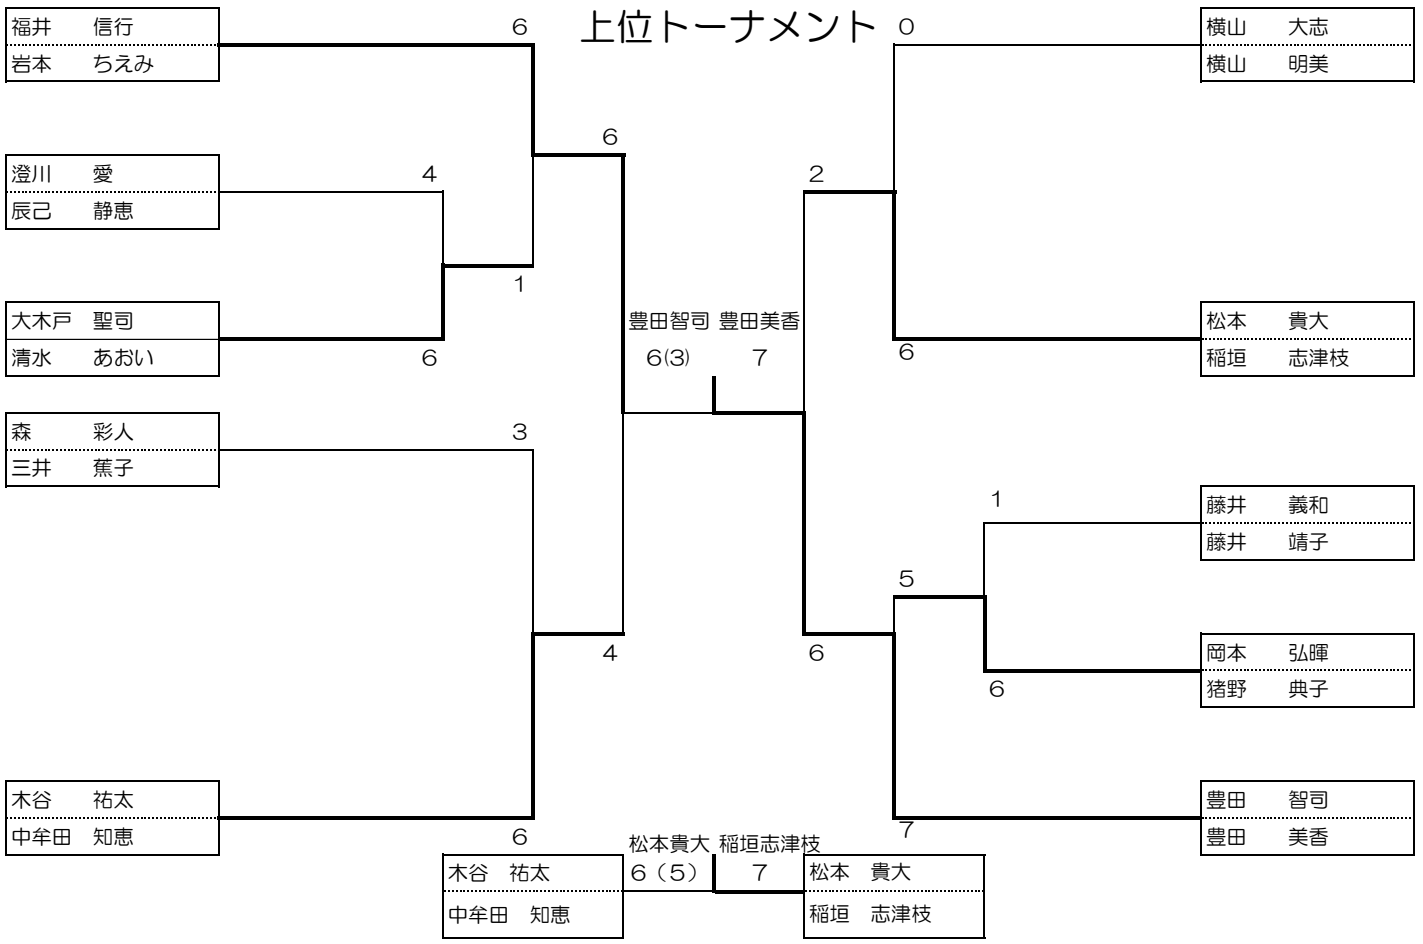 上位トーナメント
福井 信行
岩本 ちえみ
6
澄川 愛
辰己 静恵
4
大木戸 聖司
清水 あおい
6
1
6
森 彩人
三井 蕉子
3
木谷 祐太
中牟田 知恵
6
4
豊田智司 豊田美香
6(3) 7
0
横山 大志
横山 明美
2
松本 貴大
稲垣 志津枝
6
1
藤井 義和
藤井 靖子
5
岡本 弘暉
猪野 典子
6
6
豊田 智司
豊田 美香
7
松本貴大 稲垣志津枝
木谷 祐太
中牟田 知恵
6（5） 7
松本 貴大
稲垣 志津枝